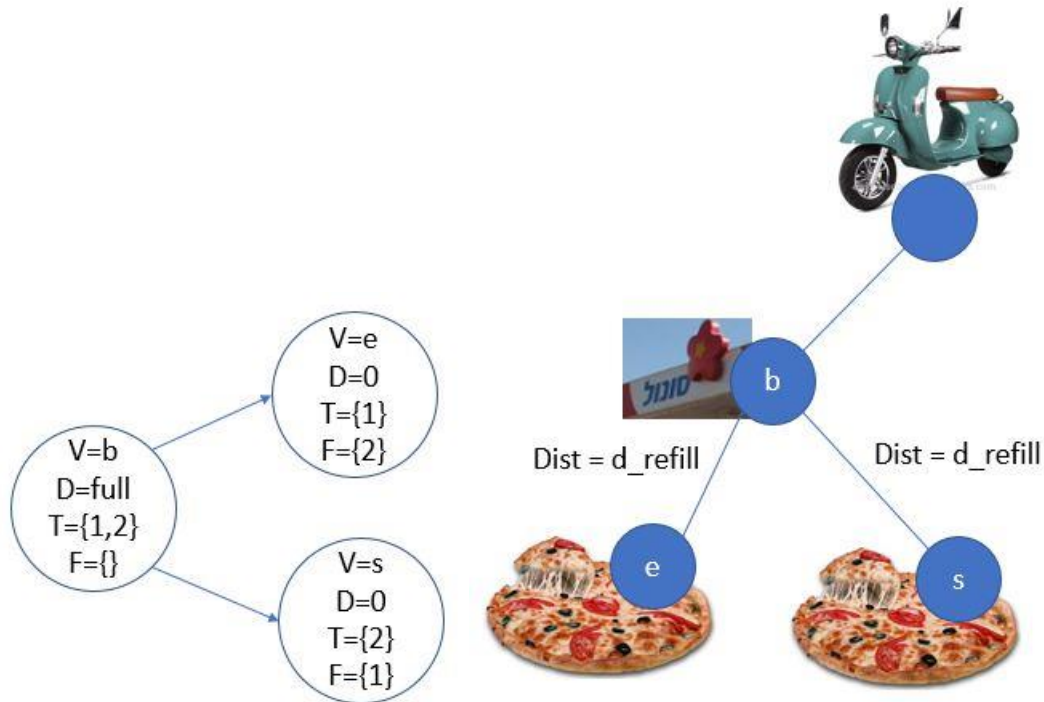 V=b
D=full
T={1,2}
F={}
V=e
D=0
T={1}
F={2}
V=s
D=0
T={2}
F={1}
סונול
b
Dist = d_refill
Dist = d_refill
e
s